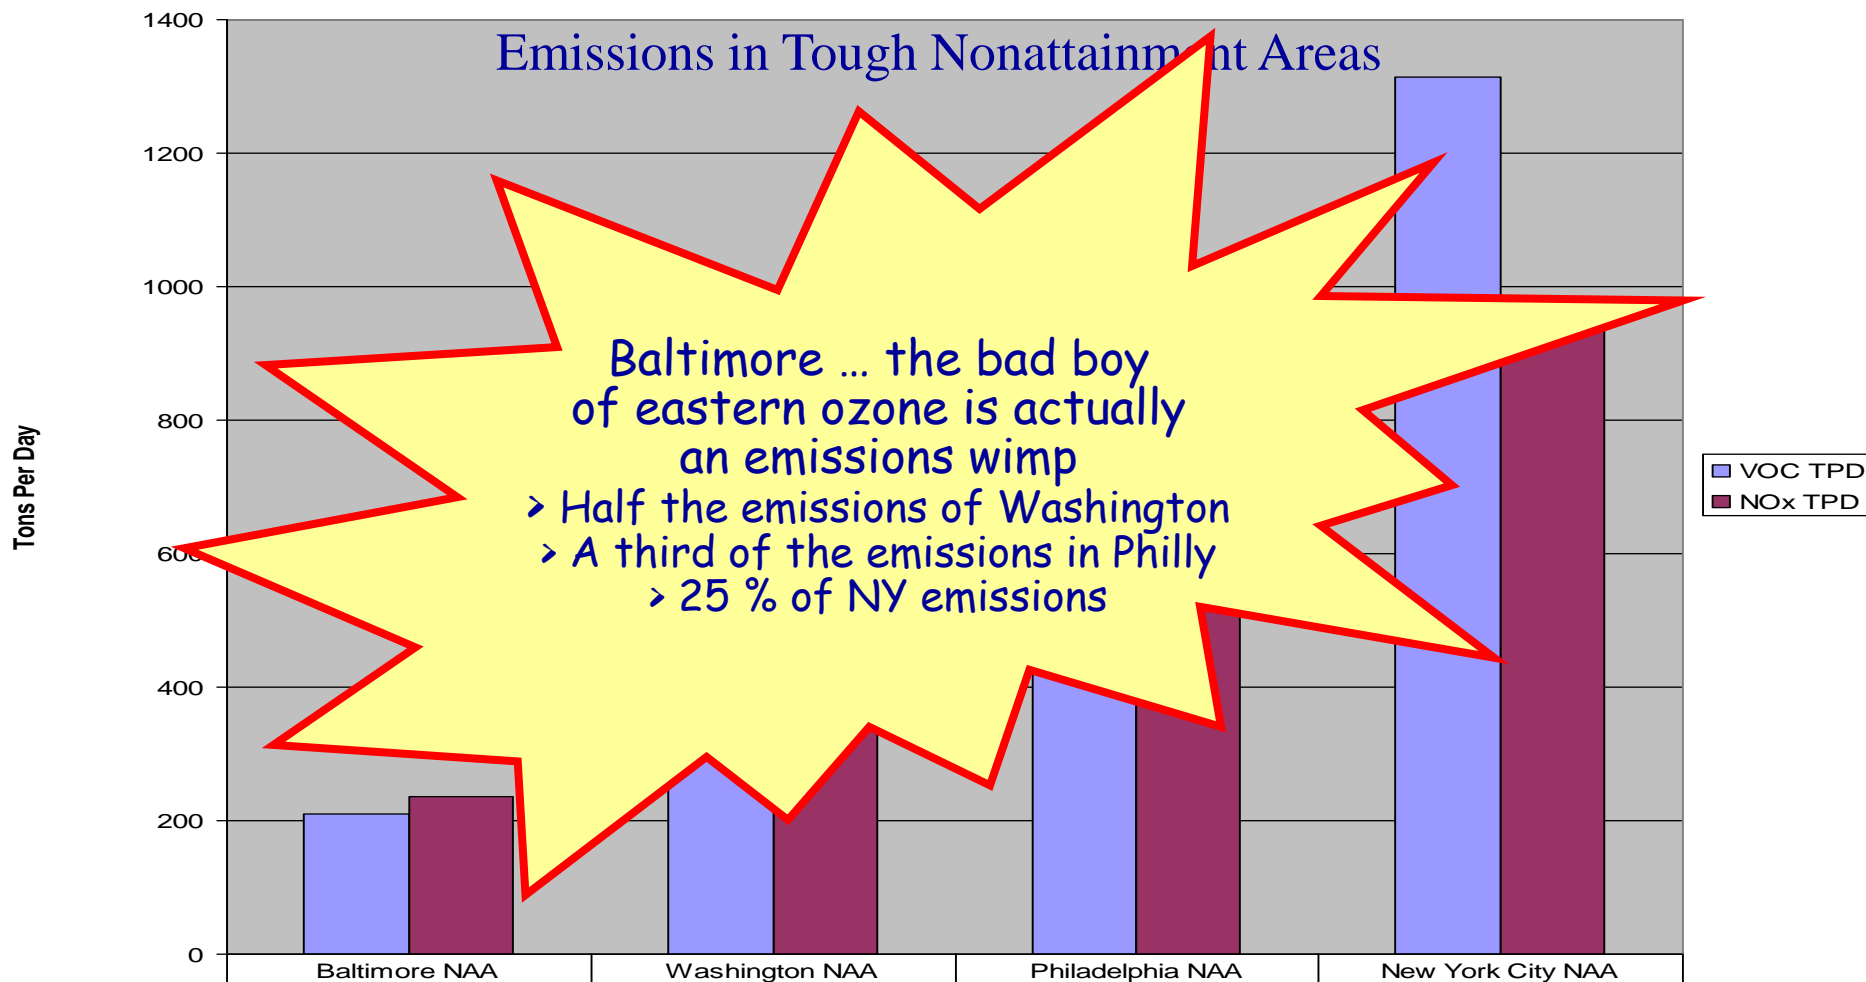 Emissions in Tough Nonattainment Areas
1400
1200
1000
800
600
400
200
0
Tons Per Day
Baltimore ... the bad boy
of eastern ozone is actually
an emissions wimp
> Half the emissions of Washington
> A third of the emissions in Philly
> 25 % of NY emissions
VOC TPD
NOx TPD
Baltimore NAA
Washington NAA
Philadelphia NAA
New York City NAA